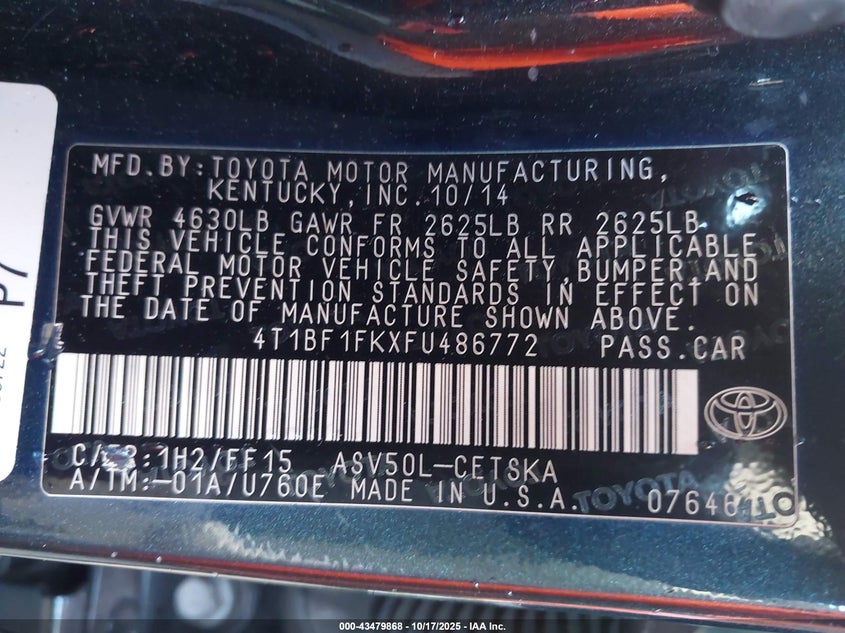 MFD. BY: TOYOTA MOTOR MANUFACTURING,
KENTUCKY, INC. 10/14
GVWR 4630LB GAWR FR 2625LB RR 2625LB
THIS VEHICLE CONFORMS TO ALL APPLICABLE
FEDERAL MOTOR VEHICLE SAFETY, BUMPER, AND
THEFT PREVENTION STANDARDS IN EFFECT ON
THE DATE OF MANUFACTURE SHOWN ABOVE.
4T1BF1FKXFU486772 PASS. CAR
C/TR: 1H2/FF15 ASV50L-CETSKA
A/TM: -01A/U760E MADE IN U.S.A.
TOYOTA
P7
000-43479868 - 10/17/2025 - IAA Inc.